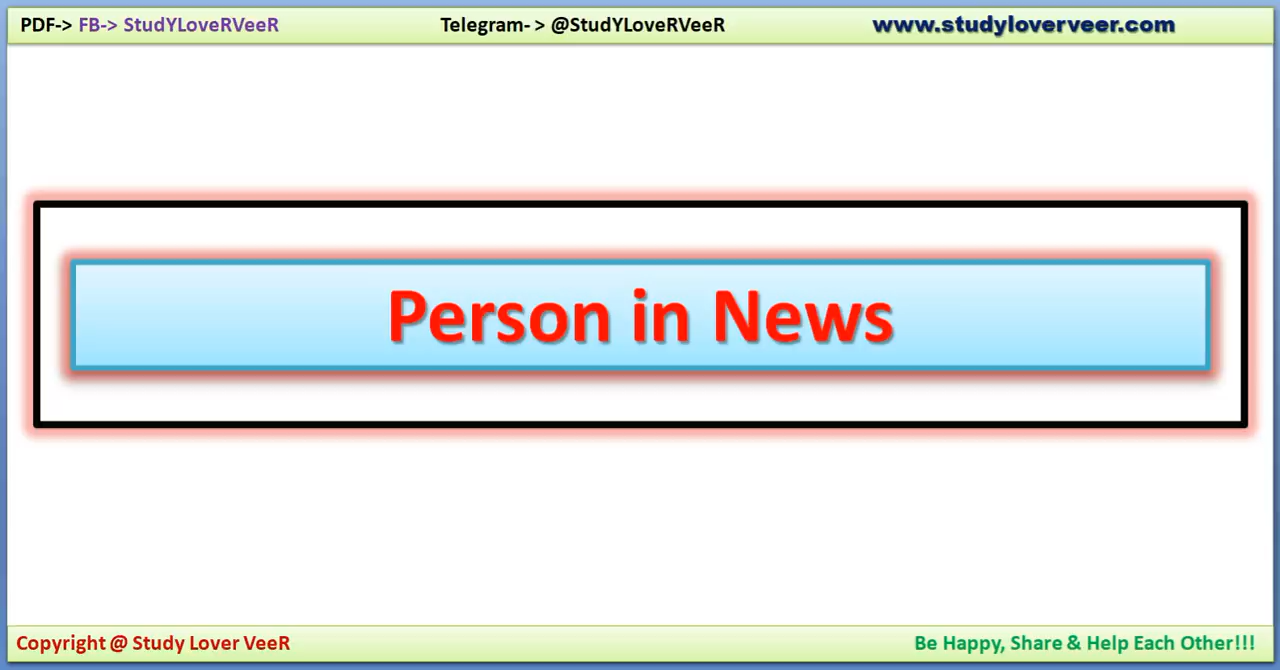 PDF-> FB-> StudYLoveRVeeR Telegram- > @StudYLoveRVeeR www.studyloverveer.com
Person in News
Copyright @ Study Lover VeeR Be Happy, Share & Help Each Other!!!